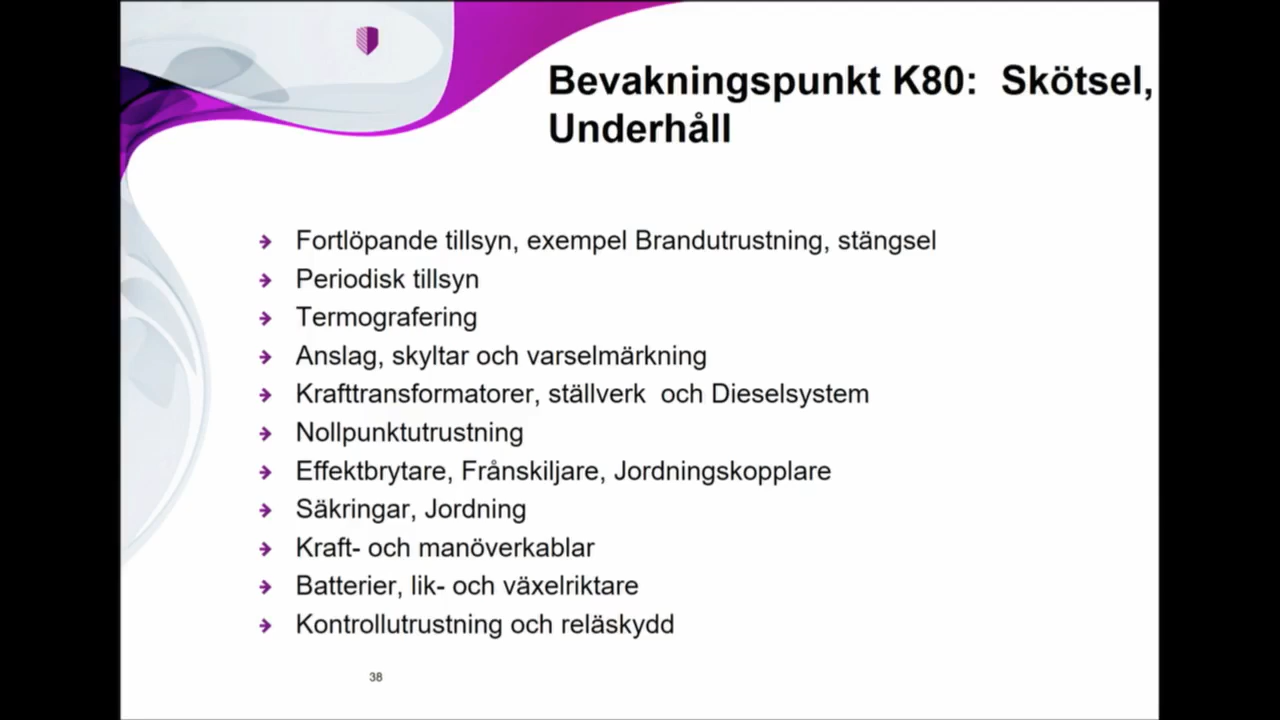 Bevakningspunkt K80:  Skötsel,
Underhåll
Fortlöpande tillsyn, exempel Brandutrustning, stängsel
Periodisk tillsyn
Termografering
Anslag, skyltar och varselmärkning
Krafttransformatorer, ställverk  och Dieselsystem
Nollpunktutrustning
Effektbrytare, Frånskiljare, Jordningskopplare
Säkringar, Jordning
Kraft- och manöverkablar
Batterier, lik- och växelriktare
Kontrollutrustning och reläskydd
38